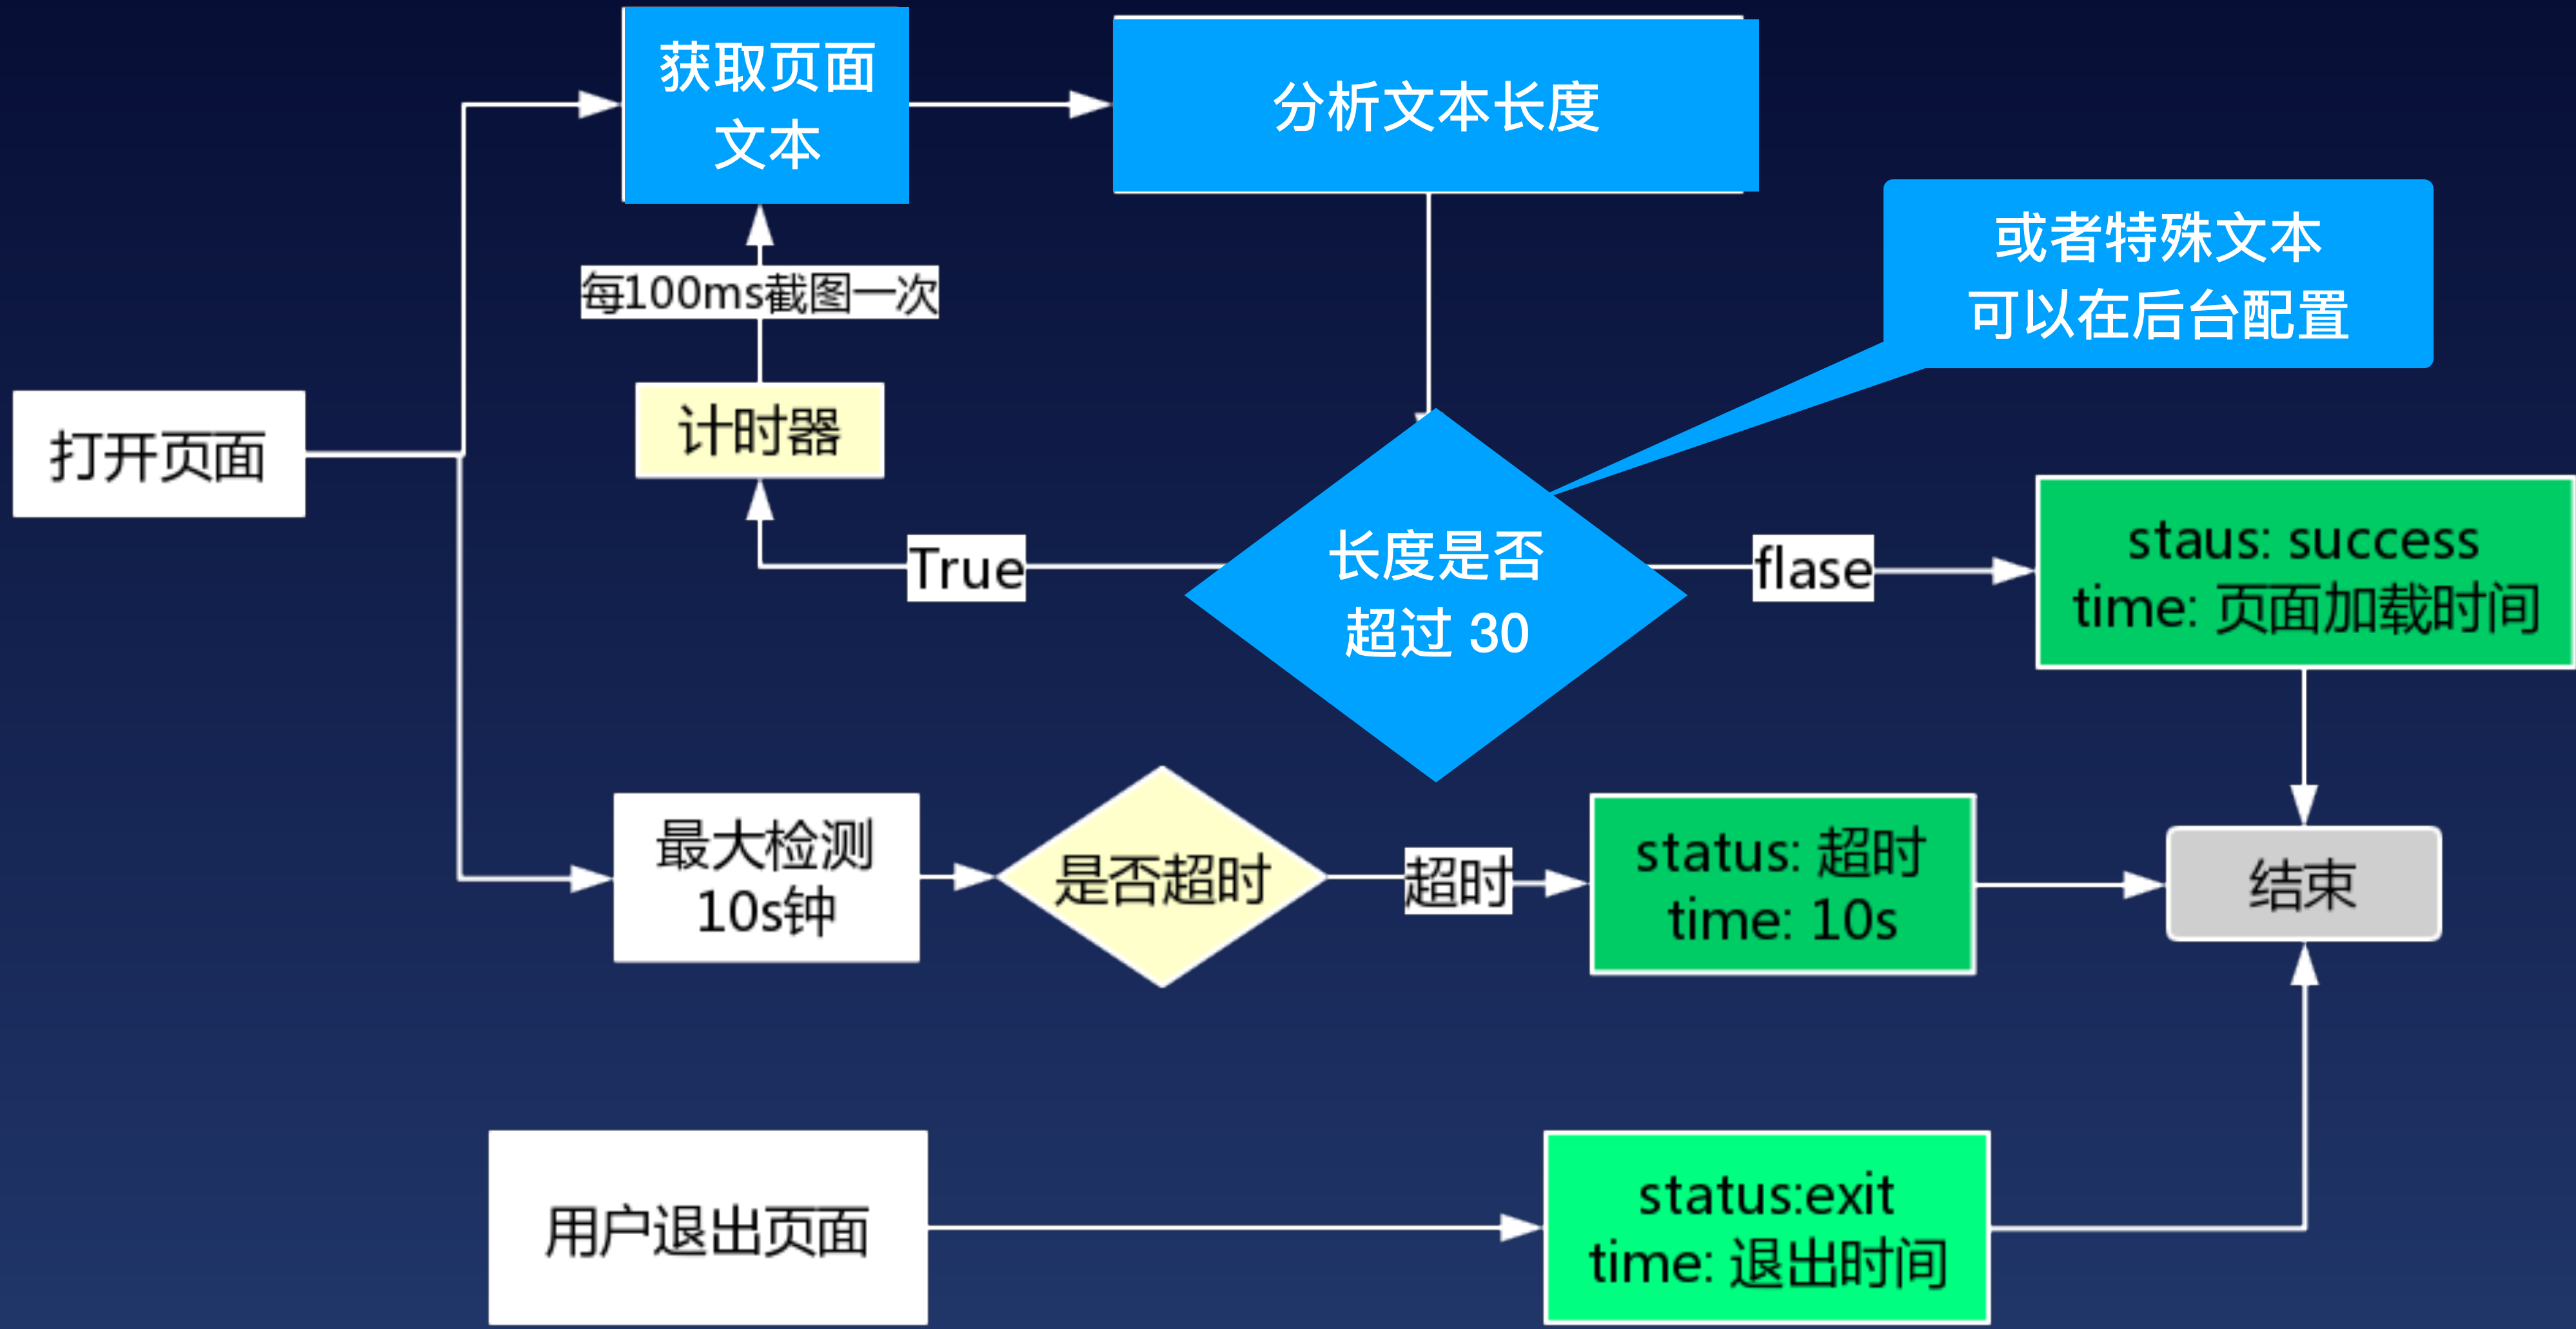 获取页面
文本
分析文本长度
或者特殊文本
可以在后台配置
每100ms截图一次
计时器
打开页面
True
长度是否
超过 30
flase
staus: success
time: 页面加载时间
最大检测
10s钟
是否超时
超时
status: 超时
time: 10s
结束
用户退出页面
status:exit
time: 退出时间